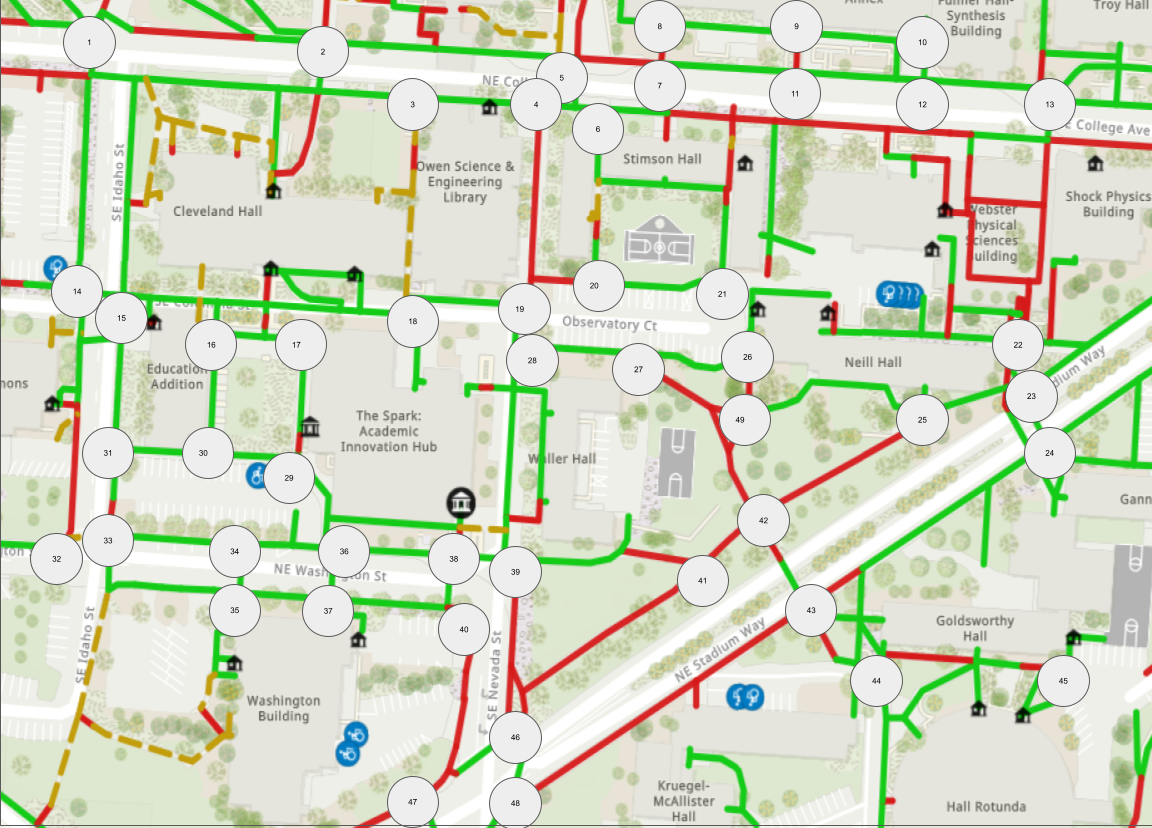 Fulmer Hall-
Synthesis
Building
Troy Hall
Annex
8
9
10
1
2
5
7
11
12
13
3
4
NE Coll
E College Ave
6
Stimson Hall
SE Idaho St
Owen Science &
Engineering
Library
Cleveland Hall
Shock Physics
Building
Webster
Physical
Sciences
Building
14
20
21
15
18
19
Observatory Ct
16
17
28
27
26
22
Neill Hall
Education
Addition
mons
23
dium Way
49
25
The Spark:
Academic
Innovation Hub
Waller Hall
31
30
29
24
Gann
42
33
32
34
36
38
39
NE Washington St
41
35
37
43
40
Goldsworthy
Hall
SE Idaho St
NE Stadium Way
SE Nevada St
44
45
Washington
Building
46
47
48
Kruegel-
McAllister
Hall
Hall Rotunda